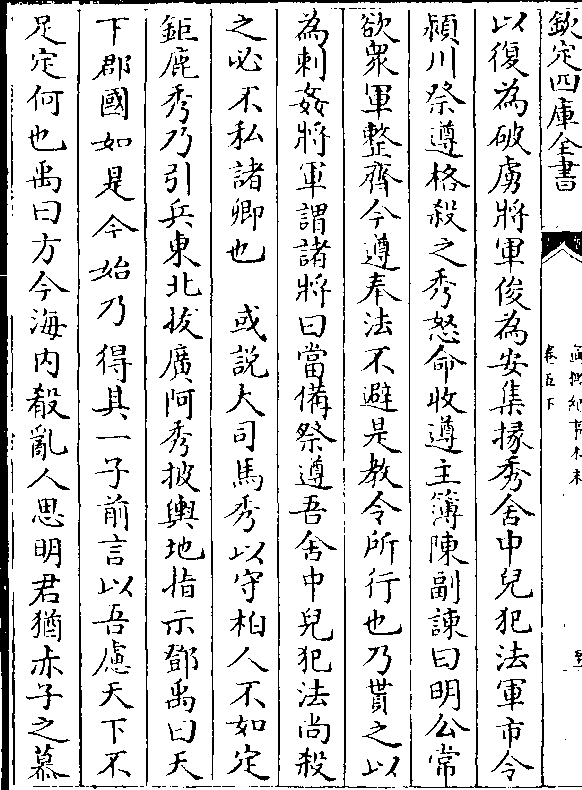 欽定四庫全書
卷五下
以復為破虜將軍俊為安集掾秀舍中兒犯法軍市令
潁川祭遵格殺之秀怒命收遵主簿陳副諫曰明公常
欲衆軍整齊今遵奉法不避是教令所行也乃貰之以
為刺姦將軍謂諸將曰當備祭遵吾舍中兒犯法尚殺
之必不私諸卿也　或說大司馬秀以守柏人不如定
鉅鹿秀乃引兵東北拔廣阿秀披輿地指示鄧禹曰天
下郡國如是今始乃得其一子前言以吾慮天下不
足定何也禹曰方今海内殽亂人思明君猶赤子之慕